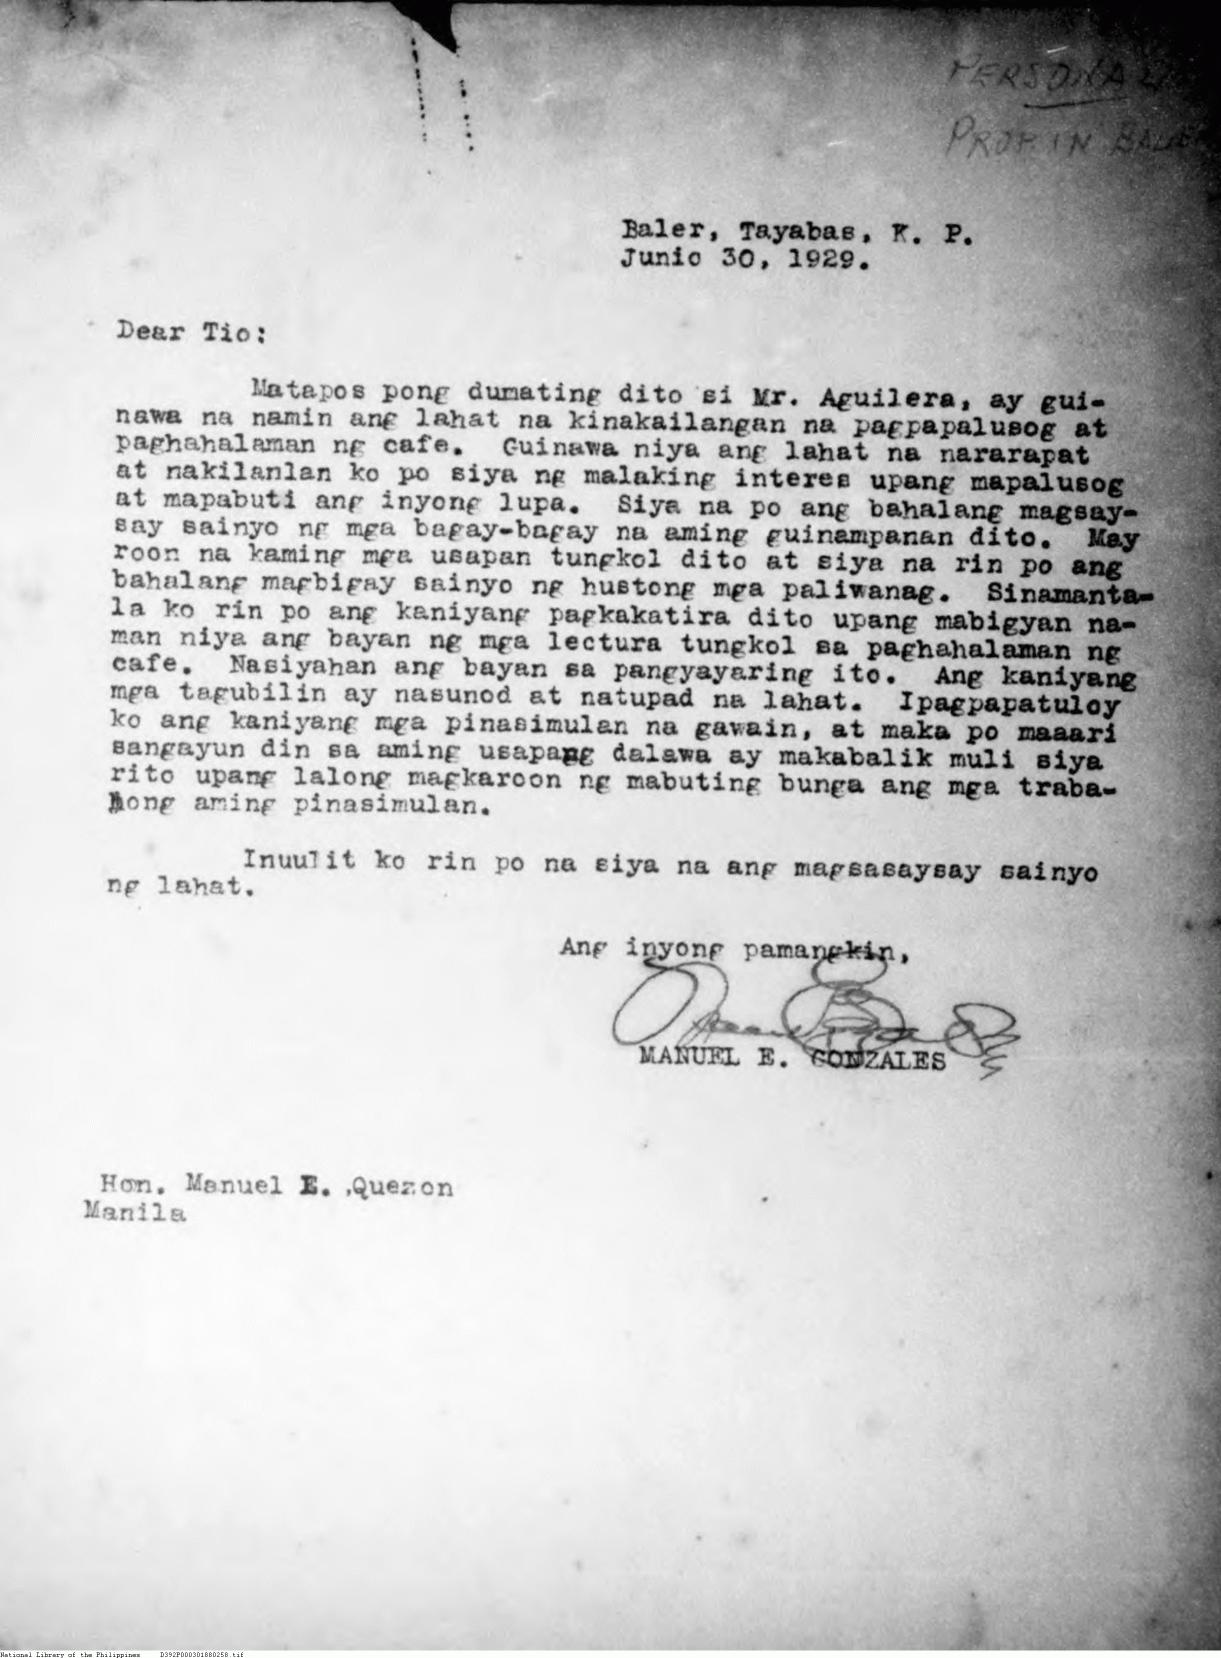 PERSONAL
PROP. IN BALER
Baler, Tayabas, K. P.
Junio 30, 1929.
Dear Tio:
Matapos pong dumating dito si Mr. Aguilera, ay gui-
nawa na namin ang lahat na kinakailangan na pagpapalusog at
paghahalaman ng cafe. Guinawa niya ang lahat na nararapat
at nakilanlan ko po siya ng malaking interes upang mapalusog
at mapabuti ang inyong lupa. Siya na po ang bahalang magsay-
say sainyo ng mga bagay-bagay na aming guinampanan dito. May
roon na kaming mga usapan tungkol dito at siya na rin po ang
bahalang magbigay sainyo ng hustong mga paliwanag. Sinamanta-
la ko rin po ang kaniyang pagkakatira dito upang mabigyan na-
man niya ang bayan ng mga lectura tungkol sa paghahalaman ng
cafe. Nasiyahan ang bayan sa pangyayaring ito. Ang kaniyang
mga tagubilin ay nasunod at natupad na lahat. Ipagpapatuloy
ko ang kaniyang mga pinasimulan na gawain, at maka po maaari
sangayun din sa aming usapang dalawa ay makabalik muli siya
rito upang lalong magkaroon ng mabuting bunga ang mga traba-
hong aming pinasimulan.
Inuulit ko rin po na siya na ang magsasaysay sainyo
ng lahat.
Ang inyong pamangkin,
MANUEL E. GONZALES
Hon. Manuel E. Quezon
Manila
National Library of the Philippines D392P000301880258.tif